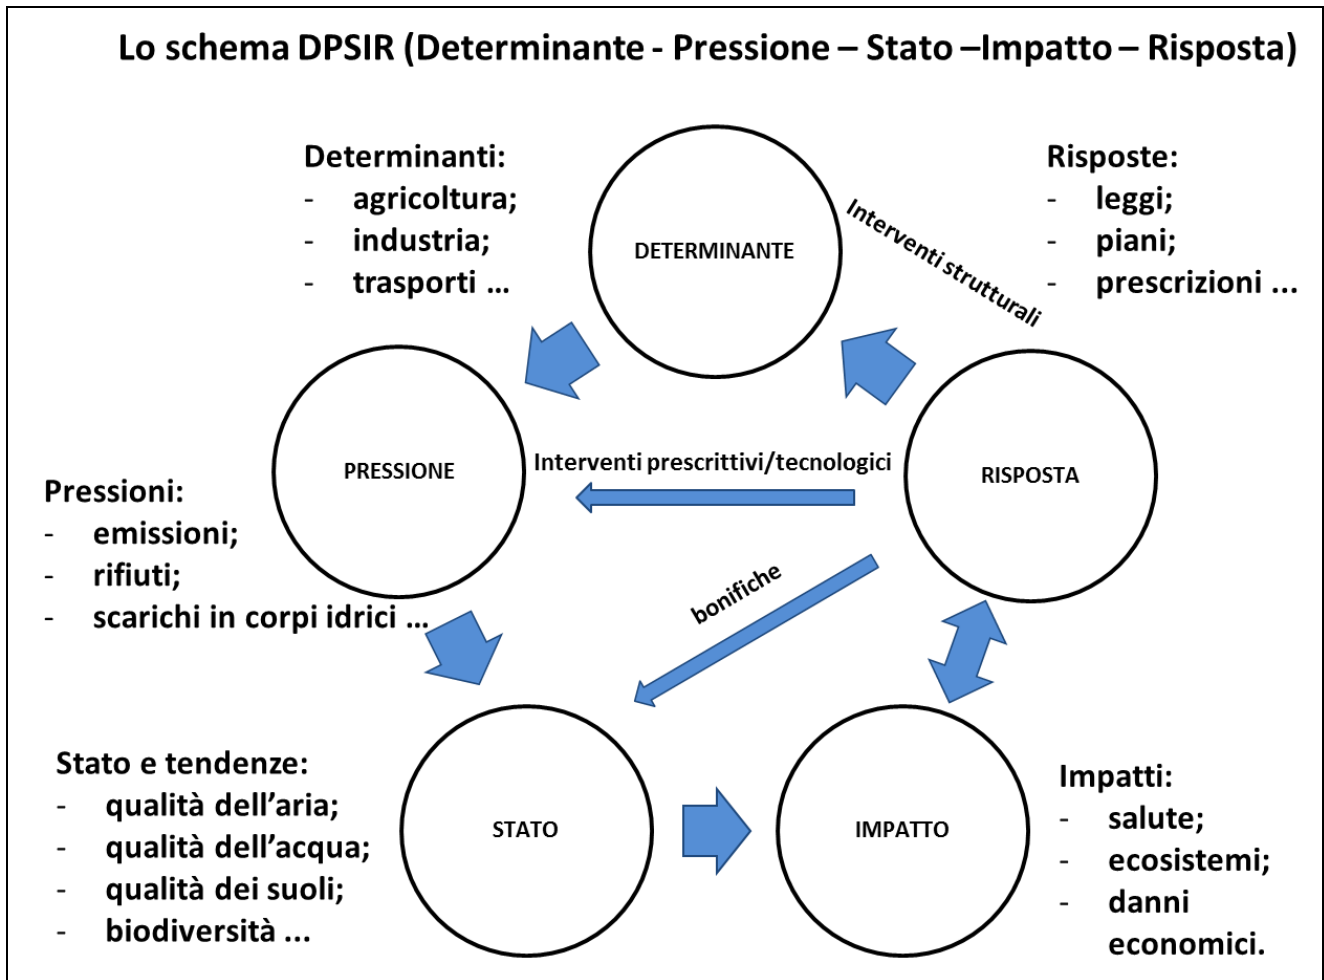 Lo schema DPSIR (Determinante - Pressione – Stato –Impatto – Risposta)
Determinanti:
- agricoltura;
- industria;
- trasporti ...
DETERMINANTE
Interventi strutturali
Risposte:
- leggi;
- piani;
- prescrizioni ...
PRESSIONE
Interventi prescrittivi/tecnologici
RISPOSTA
Pressioni:
- emissioni;
- rifiuti;
- scarichi in corpi idrici ...
bonifiche
Stato e tendenze:
- qualità dell’aria;
- qualità dell’acqua;
- qualità dei suoli;
- biodiversità ...
STATO
IMPATTO
Impatti:
- salute;
- ecosistemi;
- danni
economici.